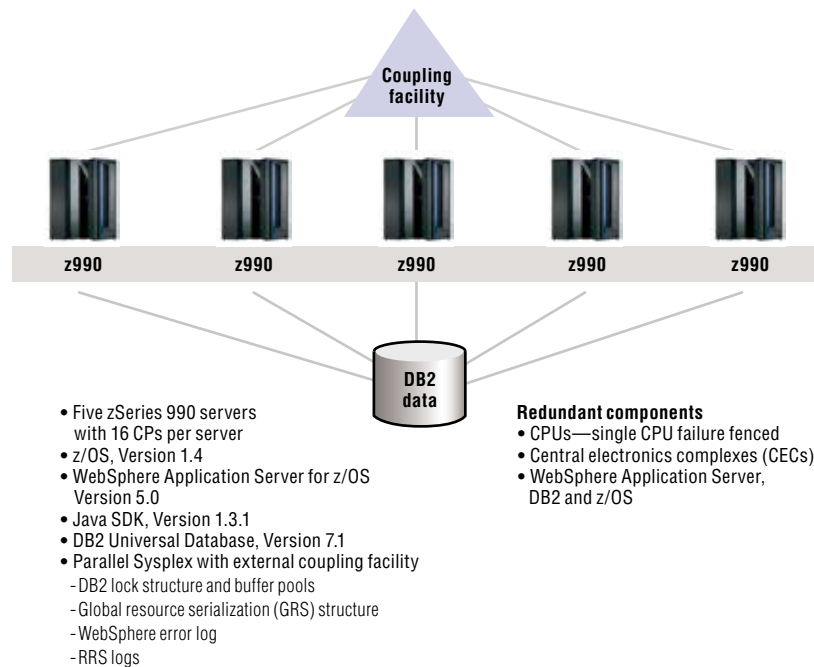 Coupling
facility
z990 z990 z990 z990 z990
DB2
data
• Five zSeries 990 servers
with 16 CPs per server
• z/OS, Version 1.4
• WebSphere Application Server for z/OS
Version 5.0
• Java SDK, Version 1.3.1
• DB2 Universal Database, Version 7.1
• Parallel Sysplex with external coupling facility
-DB2 lock structure and buffer pools
-Global resource serialization (GRS) structure
-WebSphere error log
-RRS logs
Redundant components
• CPUs—single CPU failure fenced
• Central electronics complexes (CECs)
• WebSphere Application Server,
DB2 and z/OS